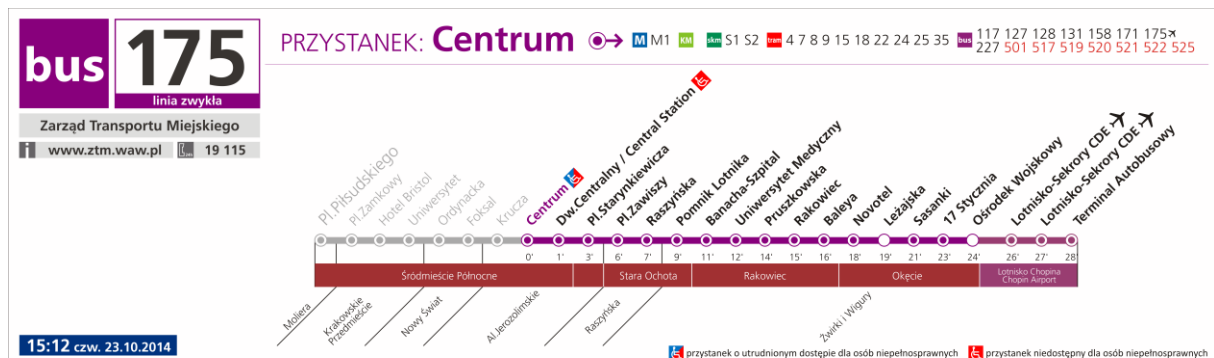 bus 175
linia zwykła
Zarząd Transportu Miejskiego
i www.ztm.waw.pl 19 115
PRZYSTANEK: Centrum M M1 KM skm S1 S2 tram 4 7 8 9 15 18 22 24 25 35 bus 117 127 128 131 158 171 175
227 501 517 519 520 521 522 525
Pl.Piłsudskiego
Pl.Zamkowy
Hotel Bristol
Uniwersytet
Ordynacka
Foksal
Krucza
Centrum
Dw.Centralny / Central Station
Pl.Starynkiewicza
Pl.Zawiszy
Raszyńska
Pomnik Lotnika
Banacha-Szpital
Uniwersytet Medyczny
Pruszkowska
Rakowiec
Baleya
Novotel
Leżajska
Sasanki
17 Stycznia
Ośrodek Wojskowy
Lotnisko-Sekrory CDE
Lotnisko-Sekrory CDE
Terminal Autobusowy
0' 1' 3' 6' 7' 9' 11' 12' 14' 15' 16' 18' 19' 21' 23' 24' 26' 27' 28'
Śródmieście Północne Stara Ochota Rakowiec Okęcie Lotnisko Chopina
Chopin Airport
Moliera
Krakowskie
Przedmieście
Nowy Świat
Al.Jerozolimskie
Raszyńska
Żwirki i Wigury
15:12 czw. 23.10.2014
przystanek o utrudnionym dostępie dla osób niepełnosprawnych przystanek niedostępny dla osób niepełnosprawnych